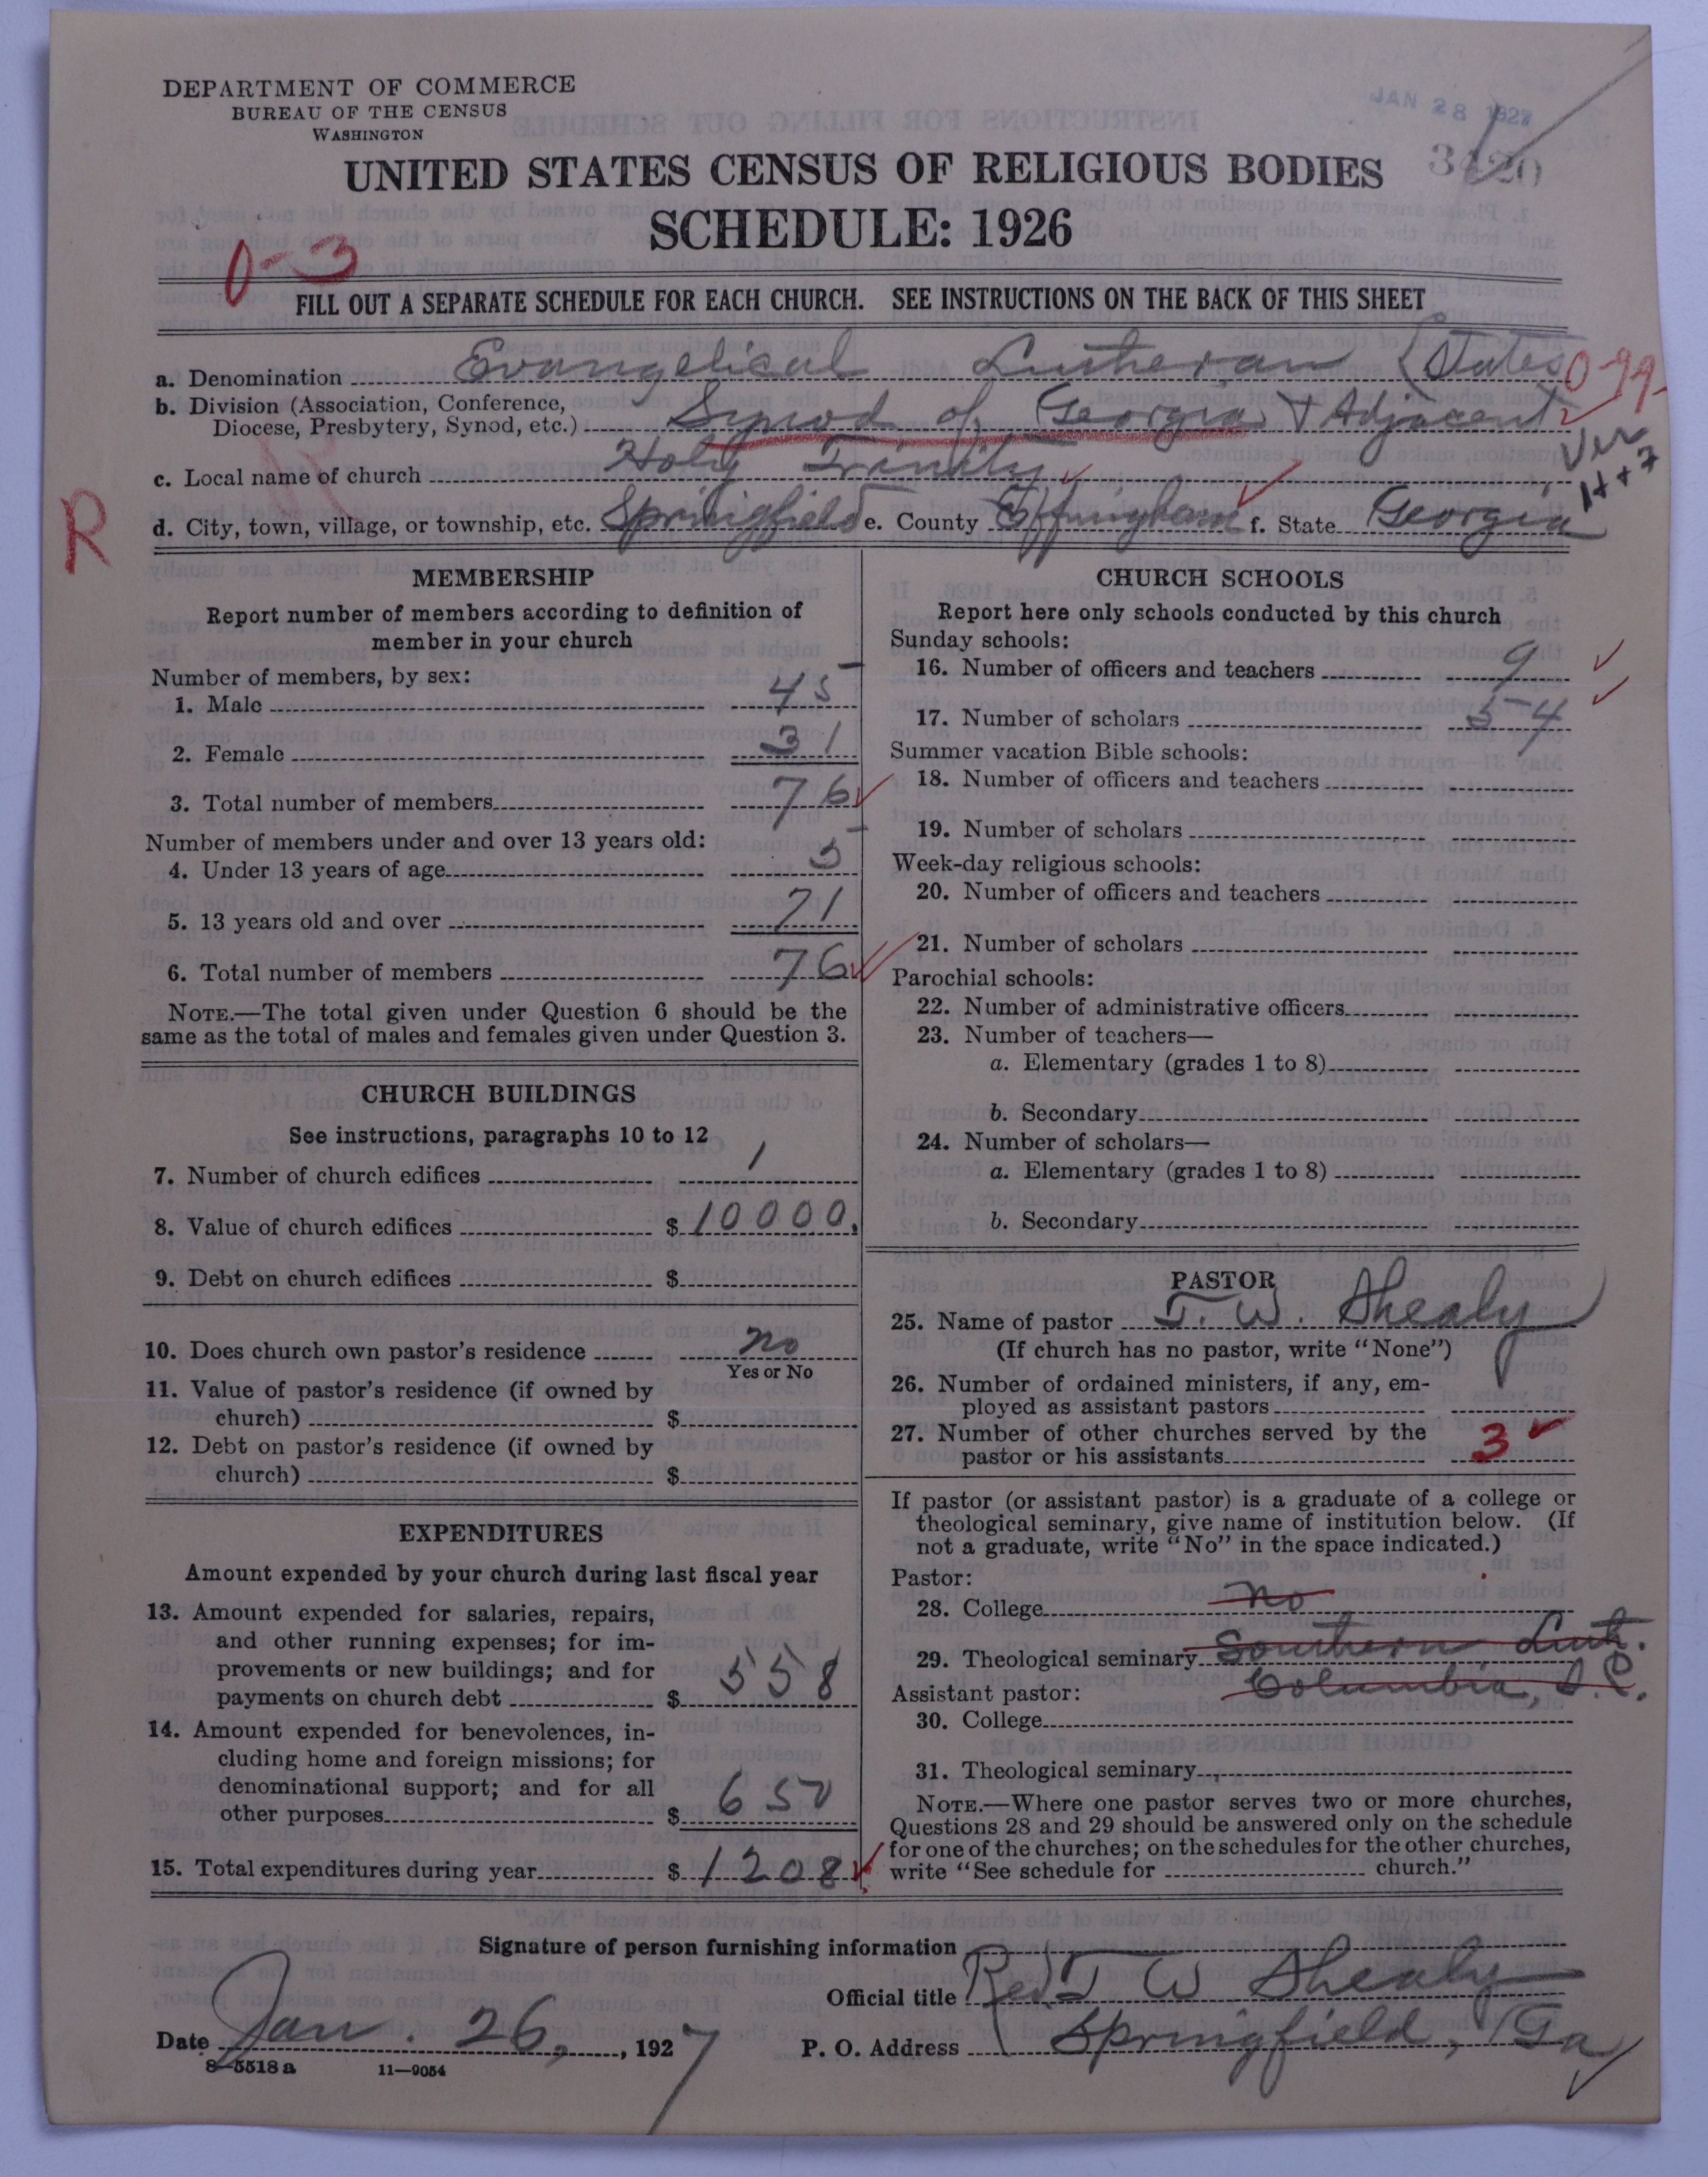 DEPARTMENT OF COMMERCE
BUREAU OF THE CENSUS
WASHINGTON
JAN 28 1927
UNITED STATES CENSUS OF RELIGIOUS BODIES
SCHEDULE: 1926
0-3
FILL OUT A SEPARATE SCHEDULE FOR EACH CHURCH. SEE INSTRUCTIONS ON THE BACK OF THIS SHEET
a. Denomination Evangelical Lutheran (States 0-99-
b. Division (Association, Conference, Diocese, Presbytery, Synod, etc.) Synod of Georgia & Adjacent
c. Local name of church Holy Trinity
R
d. City, town, village, or township, etc. Springfield e. County Effingham f. State Georgia
MEMBERSHIP
Report number of members according to definition of
member in your church
Number of members, by sex:
1. Male 45
2. Female 31
3. Total number of members 76
Number of members under and over 13 years old:
4. Under 13 years of age 5
5. 13 years old and over 71
6. Total number of members 76
NOTE.—The total given under Question 6 should be the
same as the total of males and females given under Question 3.
CHURCH BUILDINGS
See instructions, paragraphs 10 to 12
7. Number of church edifices 1
8. Value of church edifices $ 10000.
9. Debt on church edifices $
10. Does church own pastor's residence no
Yes or No
11. Value of pastor's residence (if owned by
church) $
12. Debt on pastor's residence (if owned by
church) $
EXPENDITURES
Amount expended by your church during last fiscal year
13. Amount expended for salaries, repairs,
and other running expenses; for im-
provements or new buildings; and for
payments on church debt $ 558
14. Amount expended for benevolences, in-
cluding home and foreign missions; for
denominational support; and for all
other purposes $ 650
15. Total expenditures during year $ 1208
CHURCH SCHOOLS
Report here only schools conducted by this church
Sunday schools:
16. Number of officers and teachers 9
17. Number of scholars 54
Summer vacation Bible schools:
18. Number of officers and teachers
19. Number of scholars
Week-day religious schools:
20. Number of officers and teachers
21. Number of scholars
Parochial schools:
22. Number of administrative officers
23. Number of teachers—
a. Elementary (grades 1 to 8)
b. Secondary
24. Number of scholars—
a. Elementary (grades 1 to 8)
b. Secondary
PASTOR
25. Name of pastor T. W. Shealy
(If church has no pastor, write "None")
26. Number of ordained ministers, if any, em-
ployed as assistant pastors
27. Number of other churches served by the
pastor or his assistants 3
If pastor (or assistant pastor) is a graduate of a college or
theological seminary, give name of institution below. (If
not a graduate, write "No" in the space indicated.)
Pastor:
28. College no
29. Theological seminary Southern Luth.
Columbia, S.C.
Assistant pastor:
30. College
31. Theological seminary
NOTE.—Where one pastor serves two or more churches,
Questions 28 and 29 should be answered only on the schedule
for one of the churches; on the schedules for the other churches,
write "See schedule for church."
Signature of person furnishing information
Official title Rev. T W Shealy
Date Jan. 26, 1927 P. O. Address Springfield, Ga
8-5518 a 11-9054